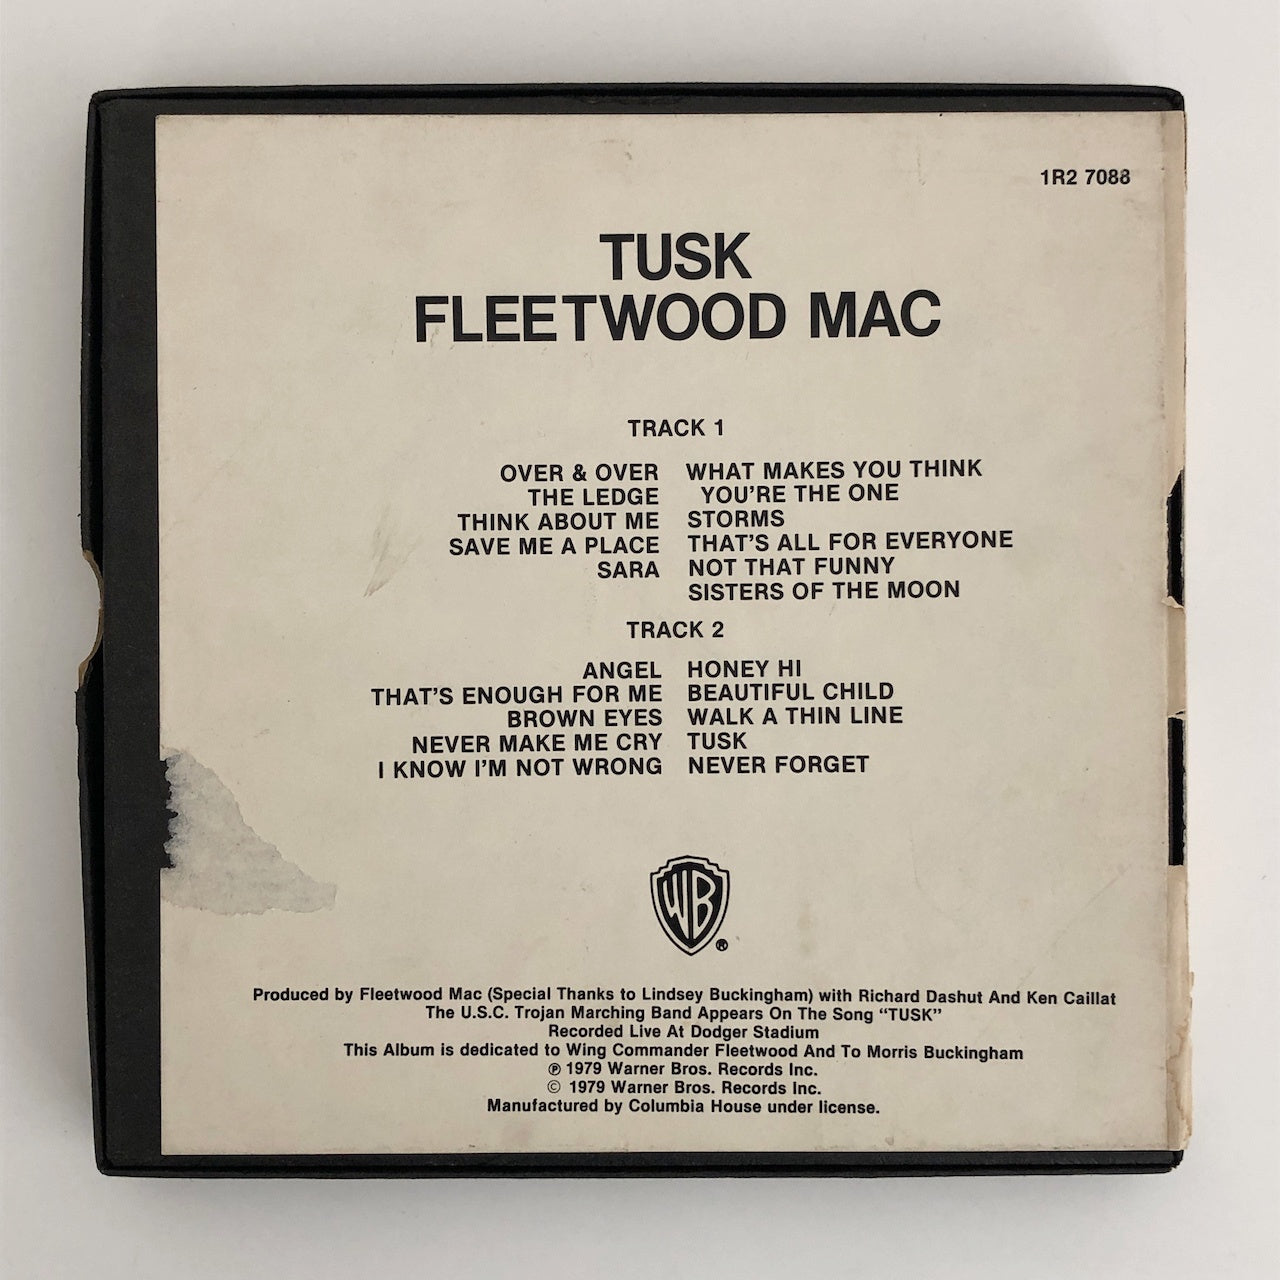 1R2 7088
TUSK
FLEETWOOD MAC
TRACK 1
OVER & OVER
THE LEDGE
THINK ABOUT ME
SAVE ME A PLACE
SARA
WHAT MAKES YOU THINK
YOU'RE THE ONE
STORMS
THAT'S ALL FOR EVERYONE
NOT THAT FUNNY
SISTERS OF THE MOON
TRACK 2
ANGEL
THAT'S ENOUGH FOR ME
BROWN EYES
NEVER MAKE ME CRY
I KNOW I'M NOT WRONG
HONEY HI
BEAUTIFUL CHILD
WALK A THIN LINE
TUSK
NEVER FORGET
WB
®
Produced by Fleetwood Mac (Special Thanks to Lindsey Buckingham) with Richard Dashut And Ken Caillat
The U.S.C. Trojan Marching Band Appears On The Song “TUSK”
Recorded Live At Dodger Stadium
This Album is dedicated to Wing Commander Fleetwood And To Morris Buckingham
℗ 1979 Warner Bros. Records Inc.
© 1979 Warner Bros. Records Inc.
Manufactured by Columbia House under license.